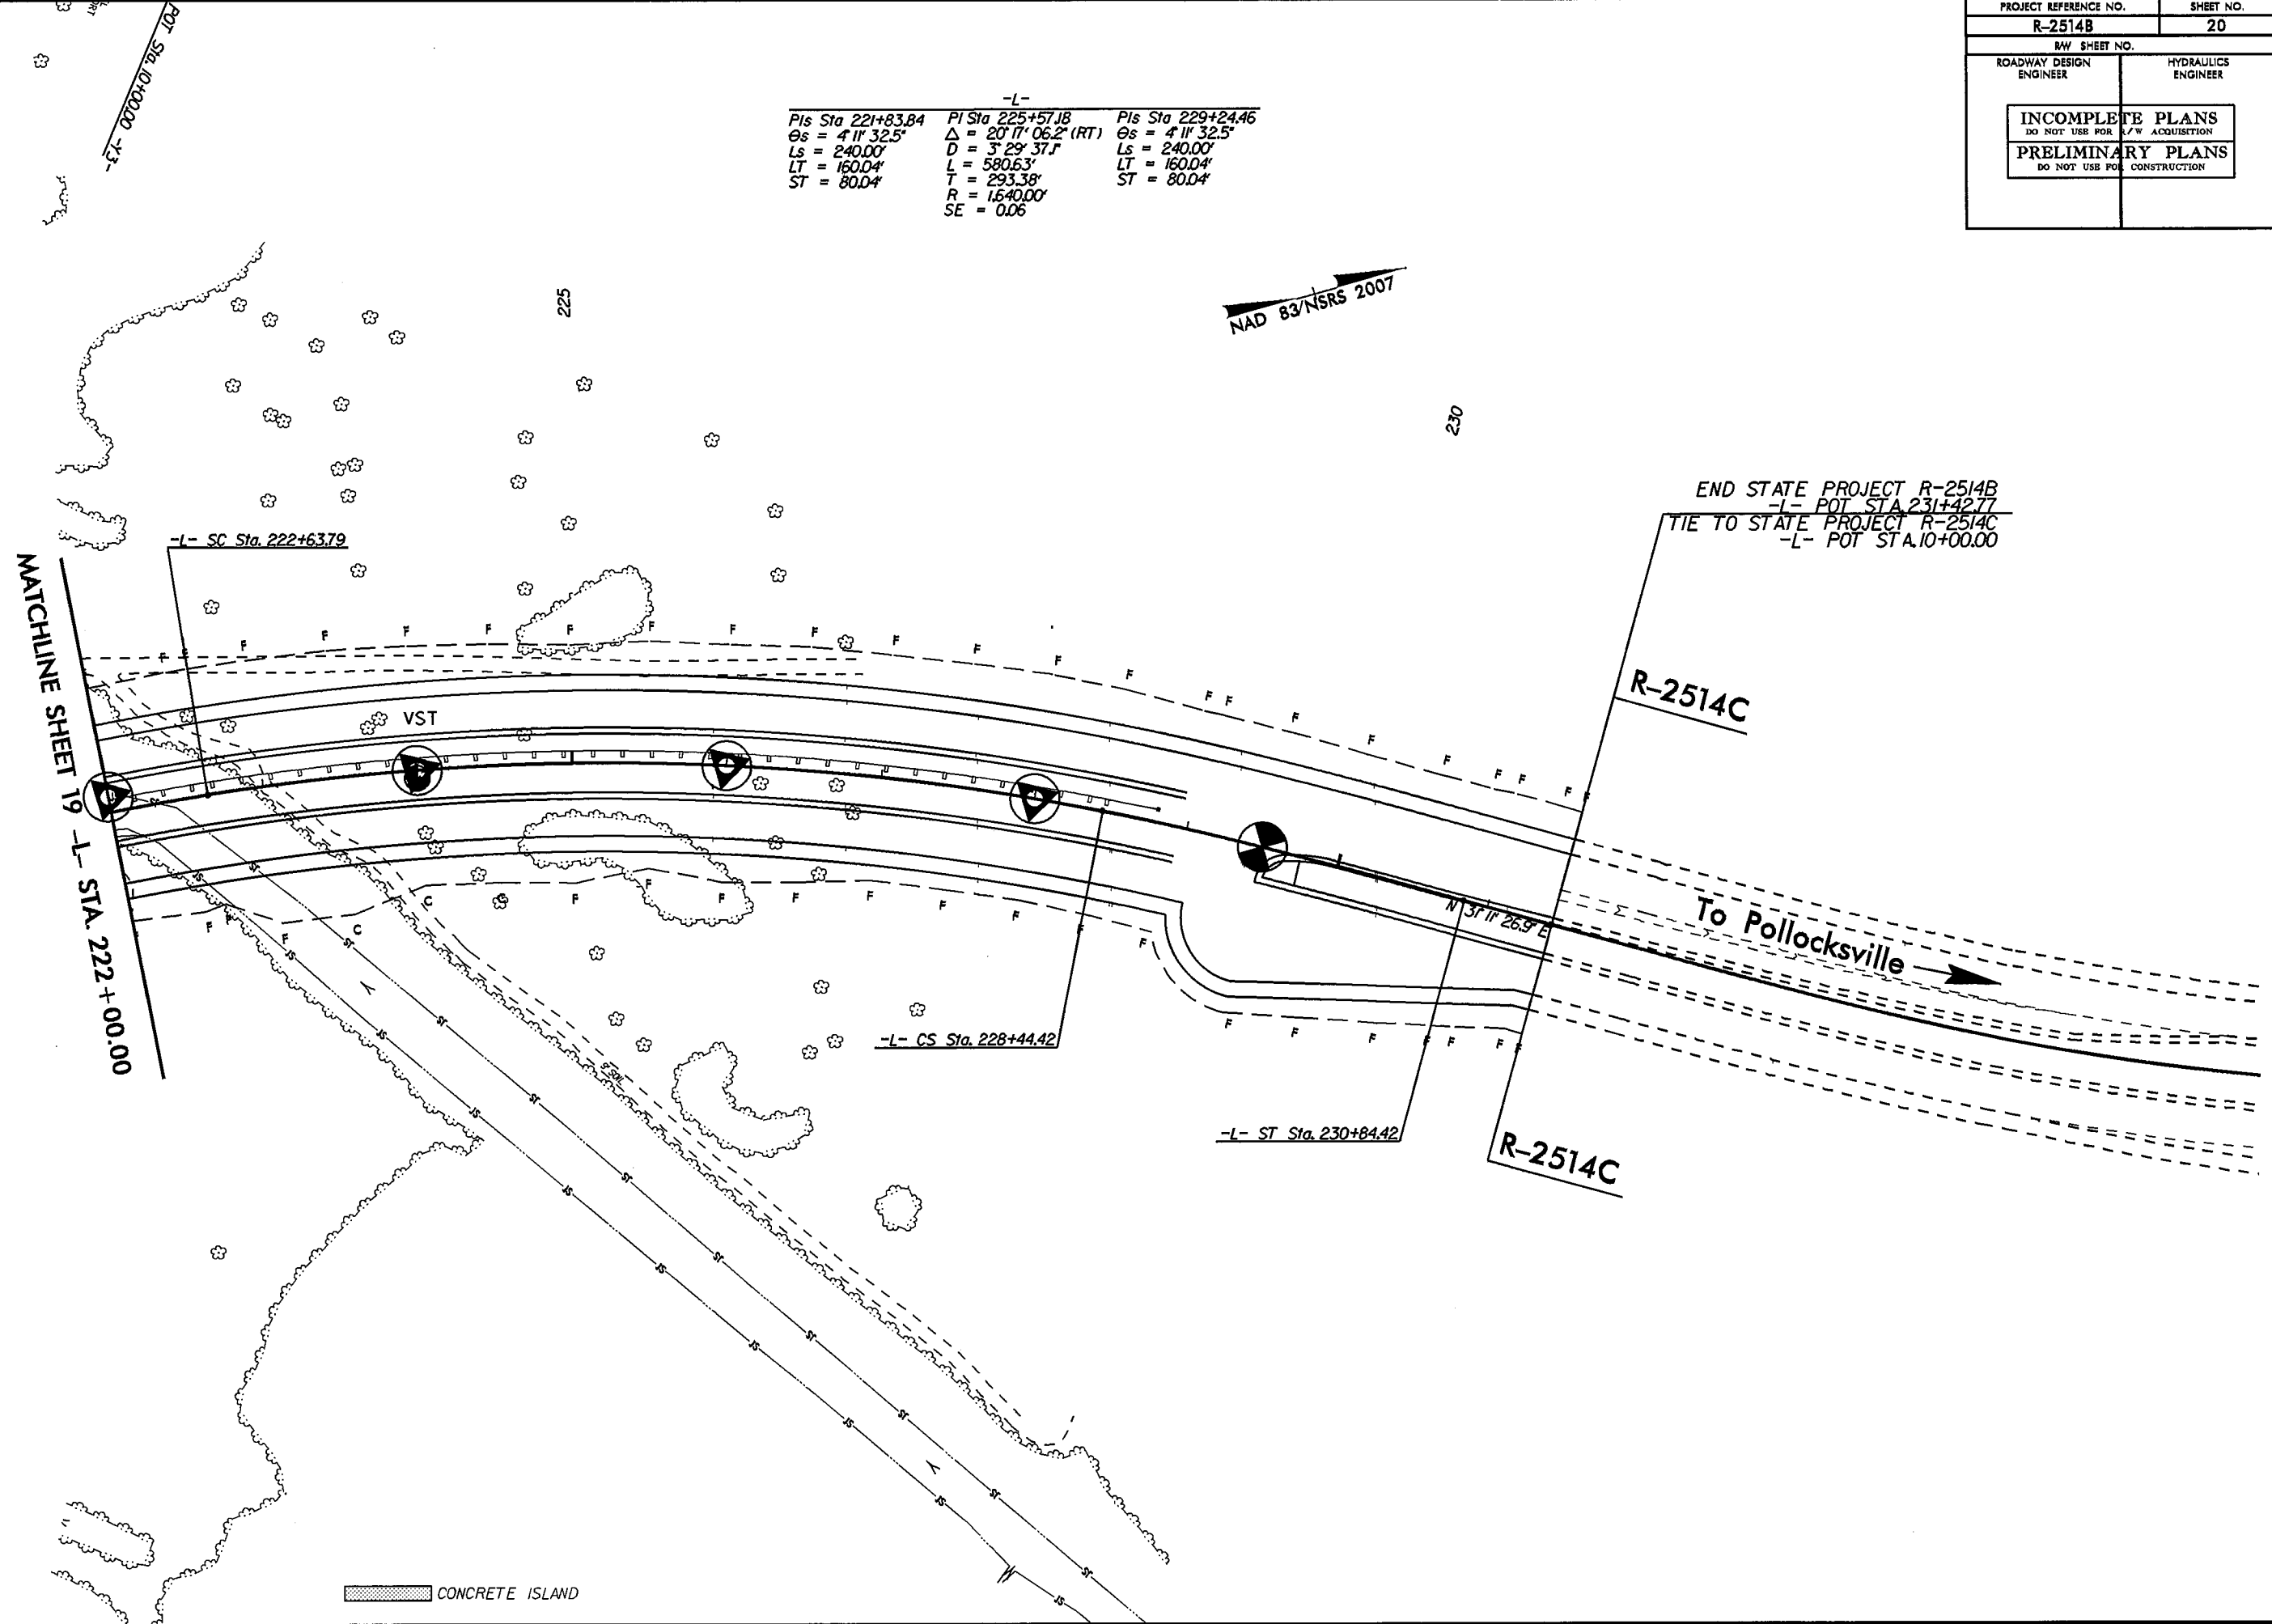 PROJECT REFERENCE NO. SHEET NO.
R-2514B 20
RW SHEET NO.
ROADWAY DESIGN ENGINEER HYDRAULICS ENGINEER
INCOMPLETE PLANS
DO NOT USE FOR R/W ACQUISITION
PRELIMINARY PLANS
DO NOT USE FOR CONSTRUCTION
POT Sta. 10+00.00 -Y3-
-L-
PIs Sta 221+83.84 PI Sta 225+57.18 PIs Sta 229+24.46
Θs = 4° 11' 32.5" Δ = 20° 17' 06.2" (RT) Θs = 4° 11' 32.5"
Ls = 240.00' D = 3° 29' 37.1" Ls = 240.00'
LT = 160.04' L = 580.63' LT = 160.04'
ST = 80.04' T = 293.38' ST = 80.04'
R = 1,640.00'
SE = 0.06
NAD 83/NSRS 2007
225
230
END STATE PROJECT R-2514B
-L- POT STA. 231+42.77
TIE TO STATE PROJECT R-2514C
-L- POT STA. 10+00.00
-L- SC Sta. 222+63.79
MATCHLINE SHEET 19 -L- STA. 222+00.00
VST
R-2514C
N 31° 11' 26.9" E
To Pollocksville
-L- CS Sta. 228+44.42
9' SOIL
-L- ST Sta. 230+84.42
R-2514C
CONCRETE ISLAND